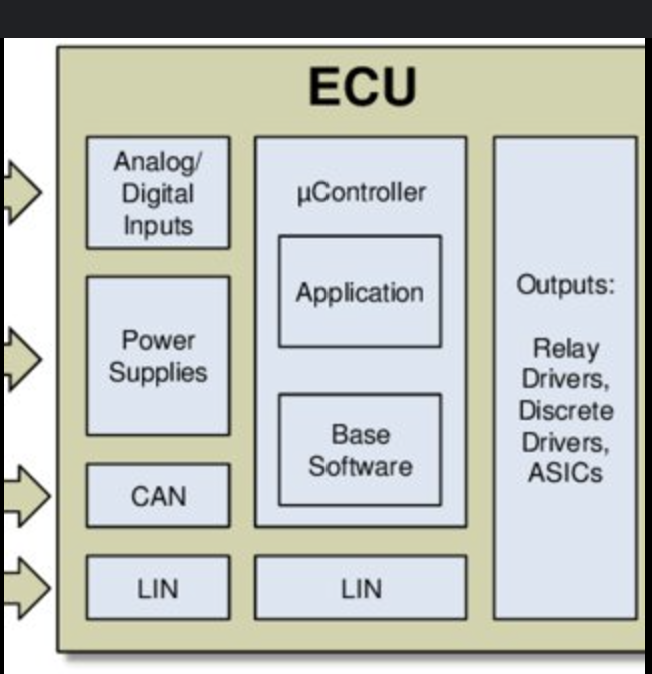 ECU
Analog/
Digital
Inputs
Power
Supplies
CAN
LIN
µController
Application
Base
Software
LIN
Outputs:
Relay
Drivers,
Discrete
Drivers,
ASICs